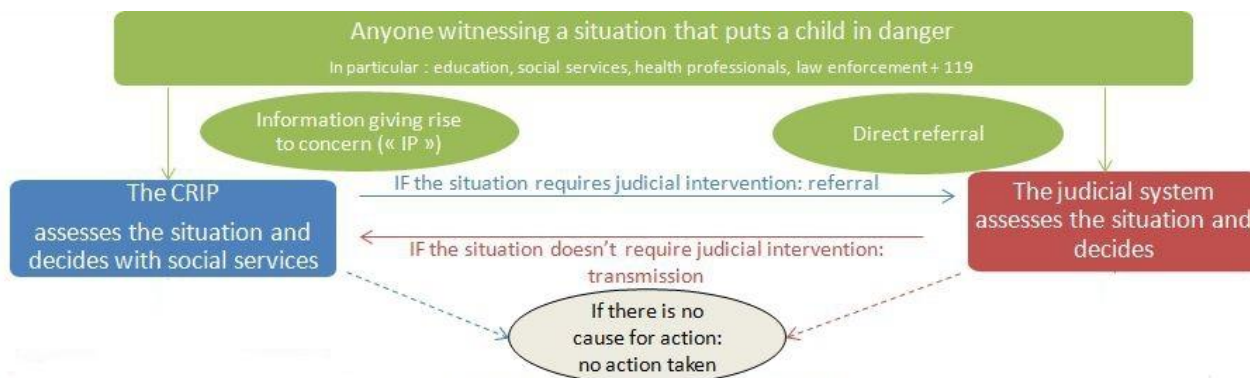 Anyone witnessing a situation that puts a child in danger
In particular : education, social services, health professionals, law enforcement + 119
Information giving rise
to concern (« IP »)
Direct referral
The CRIP
assesses the situation and
decides with social services
IF the situation requires judicial intervention: referral
IF the situation doesn't require judicial intervention:
transmission
The judicial system
assesses the situation and
decides
If there is no
cause for action:
no action taken